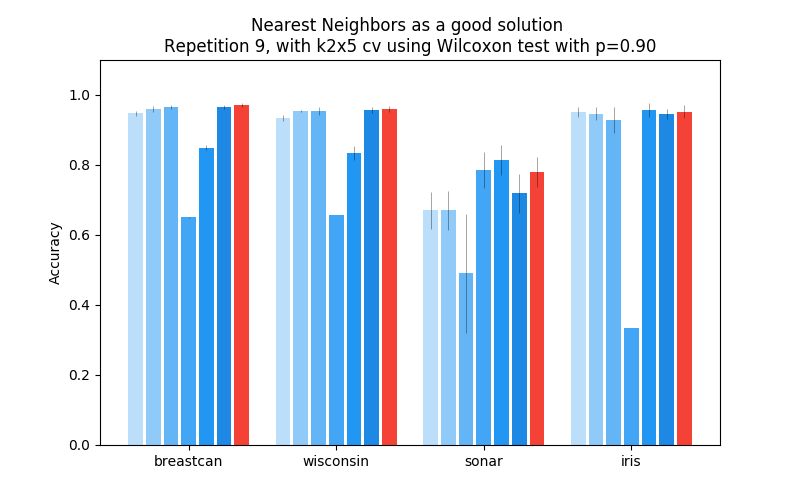 Nearest Neighbors as a good solution
Repetition 9, with k2x5 cv using Wilcoxon test with p=0.90
1.0
0.8
0.6
0.4
0.2
0.0
Accuracy
breastcan
wisconsin
sonar
iris